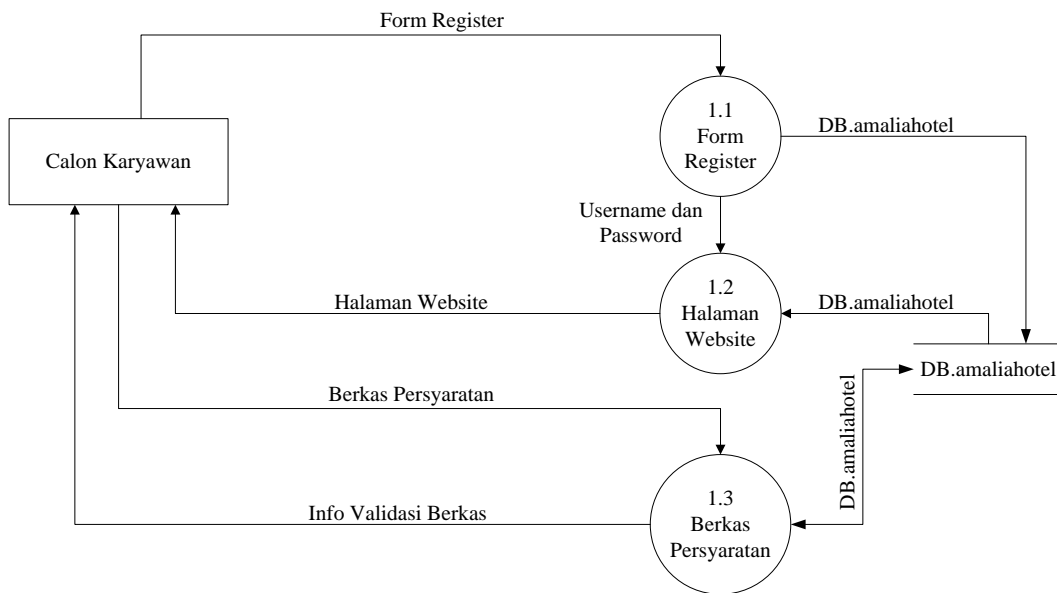 Form Register
1.1
Form
Register
DB.amaliahotel
Calon Karyawan
Username dan
Password
1.2
Halaman
Website
Halaman Website
DB.amaliahotel
DB.amaliahotel
Berkas Persyaratan
DB.amaliahotel
1.3
Berkas
Persyaratan
Info Validasi Berkas